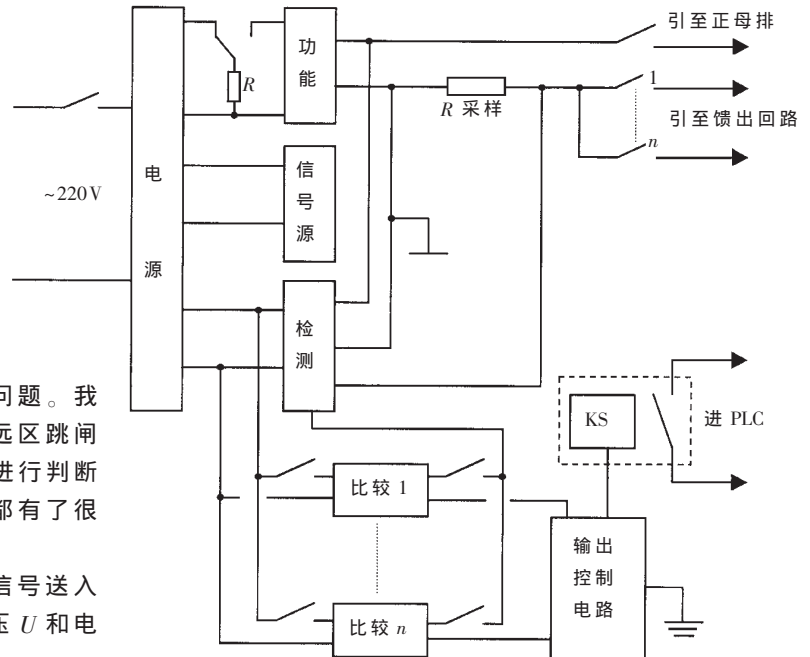 引至正母排
功能
R
1
R 采样
引至馈出回路
n
信号源
~220V
电源
检测
问题。我
远区跳闸
KS
进 PLC
进行判断
都有了很
比较 1
输出控制电路
信号送入
压 U 和电
比较 n